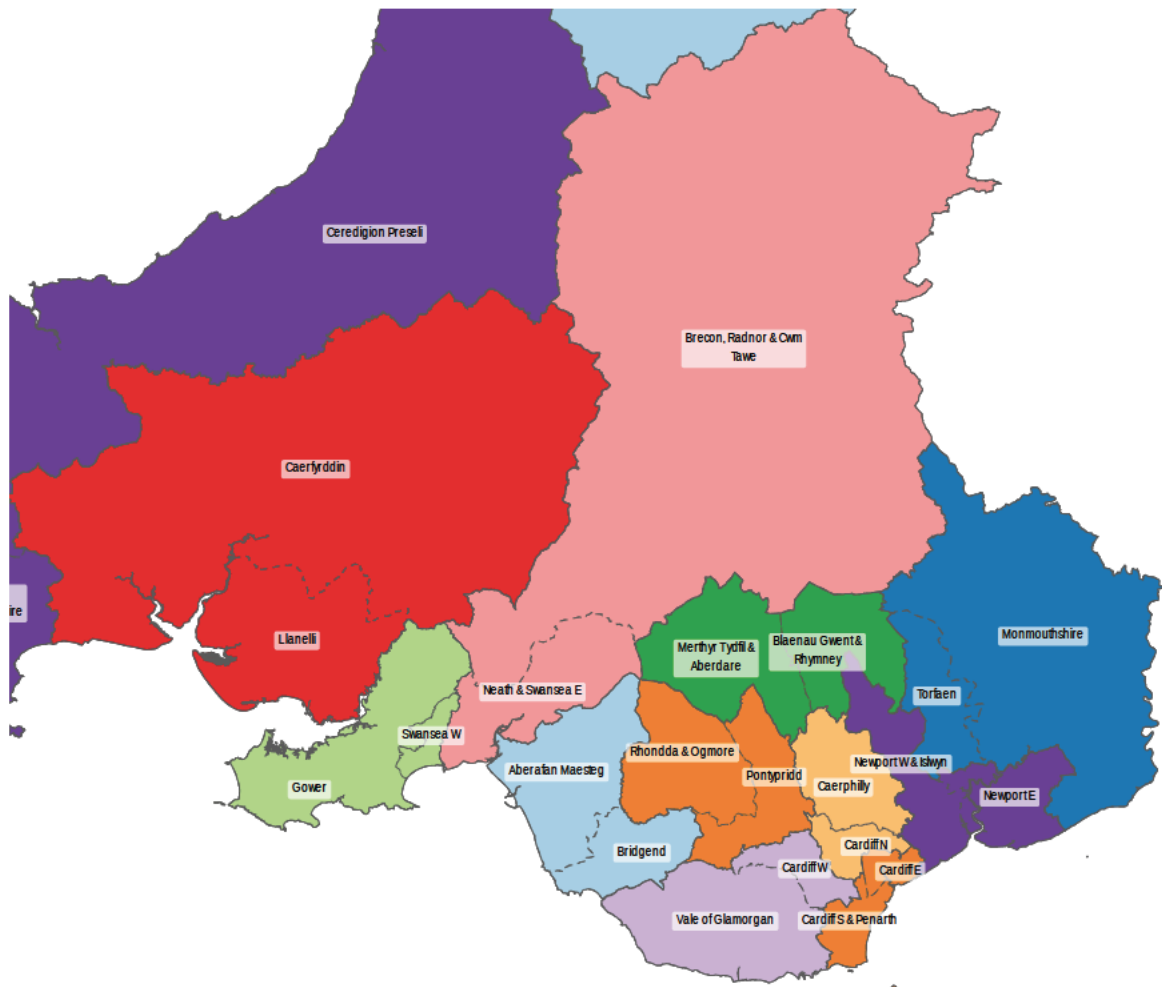 Ceredigion Preseli
Brecon, Radnor & Cwm
Tawe
Caerfyrddin
ire
Llanelli
Monmouthshire
Merthyr Tydfil &
Aberdare
Blaenau Gwent &
Rhymney
Neath & Swansea E
Torfaen
Swansea W
Rhondda & Ogmore
Newport W & Islwyn
Aberafan Maesteg
Pontypridd
Caerphilly
Gower
Newport E
Bridgend
Cardiff N
Cardiff W
Cardiff E
Vale of Glamorgan
Cardiff S & Penarth